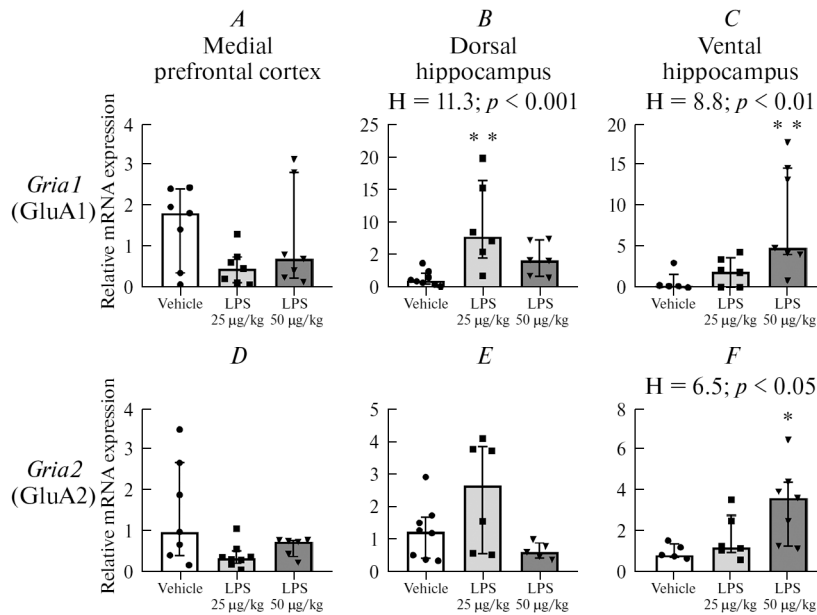 A
Medial
prefrontal cortex
B
Dorsal
hippocampus
H = 11.3; p < 0.001
C
Vental
hippocampus
H = 8.8; p < 0.01
Gria1
(GluA1)
Relative mRNA expression
4
3
2
1
0
Vehicle
LPS
25 µg/kg
LPS
50 µg/kg
* *
25
20
15
10
2
0
Vehicle
LPS
25 µg/kg
LPS
50 µg/kg
* *
20
15
10
5
0
Vehicle
LPS
25 µg/kg
LPS
50 µg/kg
D
E
F
H = 6.5; p < 0.05
Gria2
(GluA2)
Relative mRNA expression
4
3
2
1
0
Vehicle
LPS
25 µg/kg
LPS
50 µg/kg
5
4
3
2
1
0
Vehicle
LPS
25 µg/kg
LPS
50 µg/kg
*
8
6
4
2
0
Vehicle
LPS
25 µg/kg
LPS
50 µg/kg